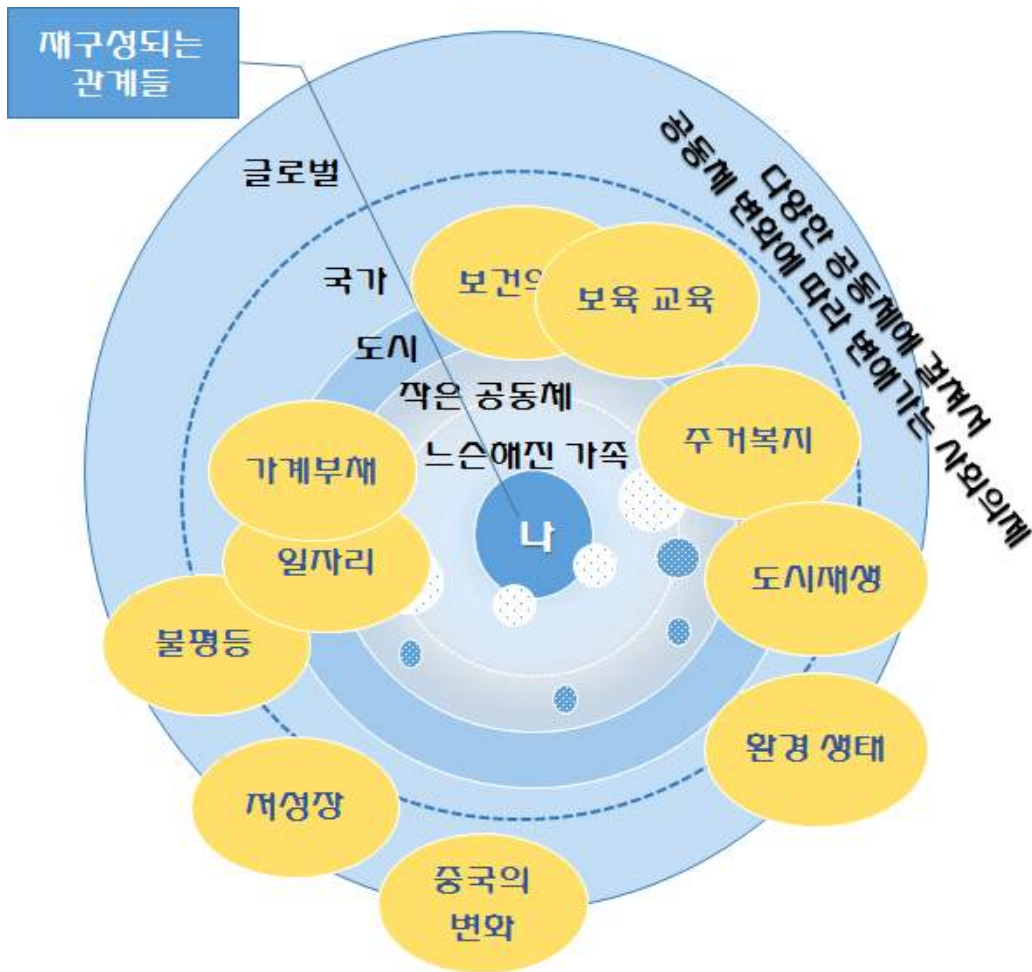 재구성되는
관계들
글로벌
다양한 공동체에 걸쳐서
공동체 변화에 따라 변해가는 사회의제
국가
보건의
보육 교육
도시
작은 공동체
느슨해진 가족
주거복지
가계부채
나
일자리
도시재생
불평등
환경 생태
저성장
중국의
변화